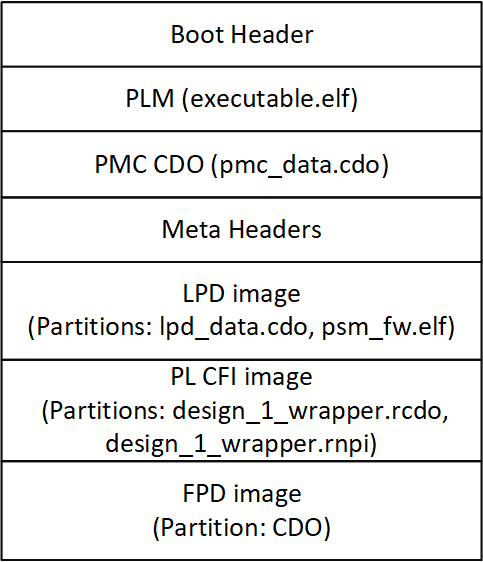 Boot Header
PLM (executable.elf)
PMC CDO (pmc_data.cdo)
Meta Headers
LPD image
(Partitions: lpd_data.cdo, psm_fw.elf)
PL CFI image
(Partitions: design_1_wrapper.rcdo,
design_1_wrapper.rnpi)
FPD image
(Partition: CDO)